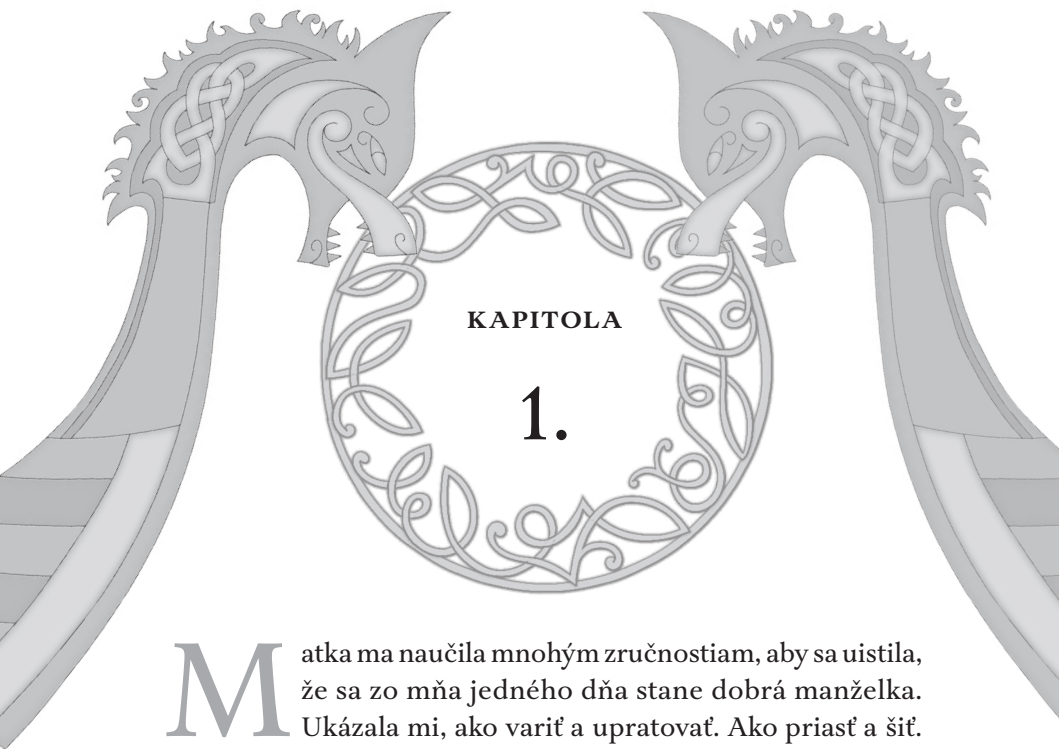 KAPITOLA
1.
Matka ma naučila mnohým zručnostiam, aby sa uistila,
že sa zo mňa jedného dňa stane dobrá manželka.
Ukázala mi, ako variť a upratovať. Ako priasť a šiť.